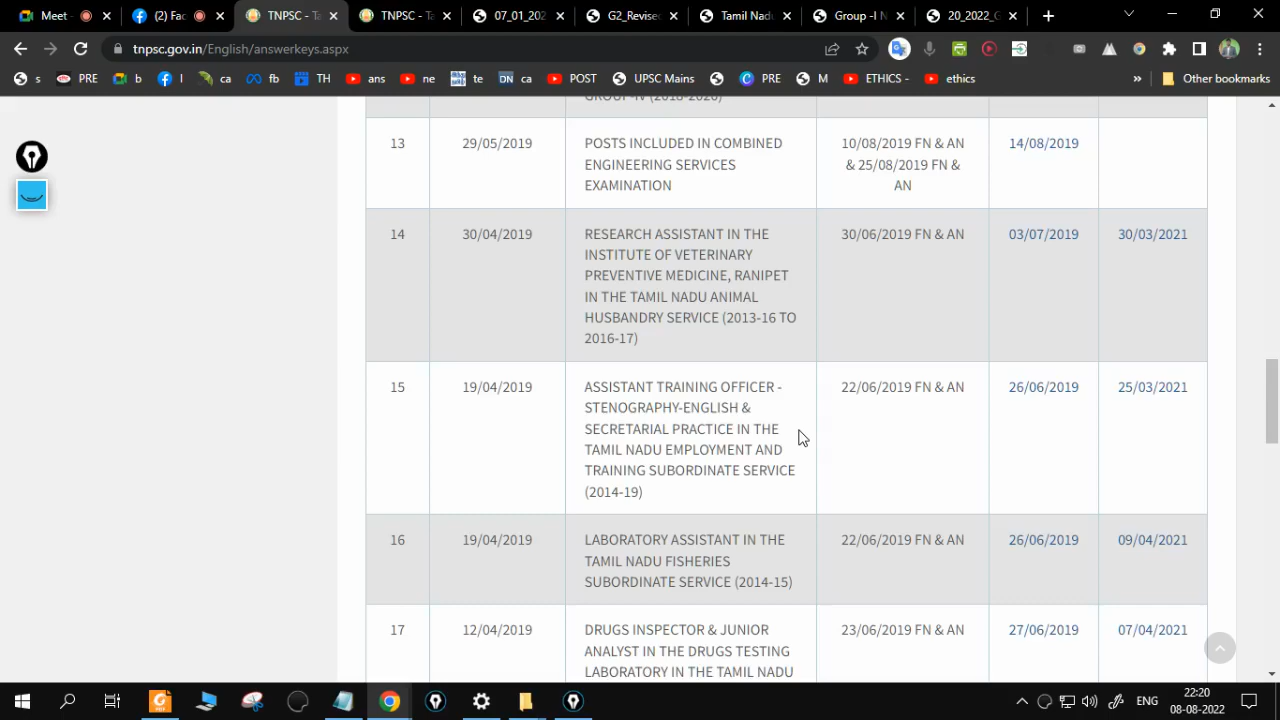 Meet -
(2) Fac
TNPSC - Ta
TNPSC - Ta
07_01_202
G2_Revised
Tamil Nadu
Group -I N
20_2022_G
tnpsc.gov.in/English/answerkeys.aspx
s
PRE
b
f
ca
fb
TH
ans
ne
te
ca
POST
UPSC Mains
PRE
M
ETHICS -
ethics
»
Other bookmarks
GROUP-IV (2018-2020)
13
29/05/2019
POSTS INCLUDED IN COMBINED
ENGINEERING SERVICES
EXAMINATION
10/08/2019 FN & AN
& 25/08/2019 FN &
AN
14/08/2019
14
30/04/2019
RESEARCH ASSISTANT IN THE
INSTITUTE OF VETERINARY
PREVENTIVE MEDICINE, RANIPET
IN THE TAMIL NADU ANIMAL
HUSBANDRY SERVICE (2013-16 TO
2016-17)
30/06/2019 FN & AN
03/07/2019
30/03/2021
15
19/04/2019
ASSISTANT TRAINING OFFICER -
STENOGRAPHY-ENGLISH &
SECRETARIAL PRACTICE IN THE
TAMIL NADU EMPLOYMENT AND
TRAINING SUBORDINATE SERVICE
(2014-19)
22/06/2019 FN & AN
26/06/2019
25/03/2021
16
19/04/2019
LABORATORY ASSISTANT IN THE
TAMIL NADU FISHERIES
SUBORDINATE SERVICE (2014-15)
22/06/2019 FN & AN
26/06/2019
09/04/2021
17
12/04/2019
DRUGS INSPECTOR & JUNIOR
ANALYST IN THE DRUGS TESTING
LABORATORY IN THE TAMIL NADU
23/06/2019 FN & AN
27/06/2019
07/04/2021
ENG
22:20
08-08-2022